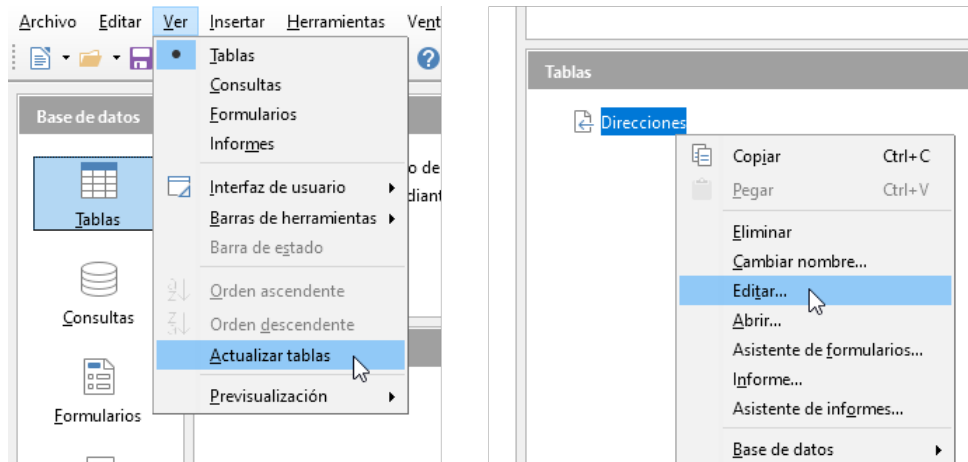 Archivo Editar Ver Insertar Herramientas Vent
Tablas
Consultas
Formularios
Informes
Interfaz de usuario
Barras de herramientas
Barra de estado
Orden ascendente
Orden descendente
Actualizar tablas
Previsualización
Base de datos
Tablas
Consultas
Formularios
o de
diant
Tablas
Direcciones
Copiar Ctrl+C
Pegar Ctrl+V
Eliminar
Cambiar nombre...
Editar...
Abrir...
Asistente de formularios...
Informe...
Asistente de informes...
Base de datos